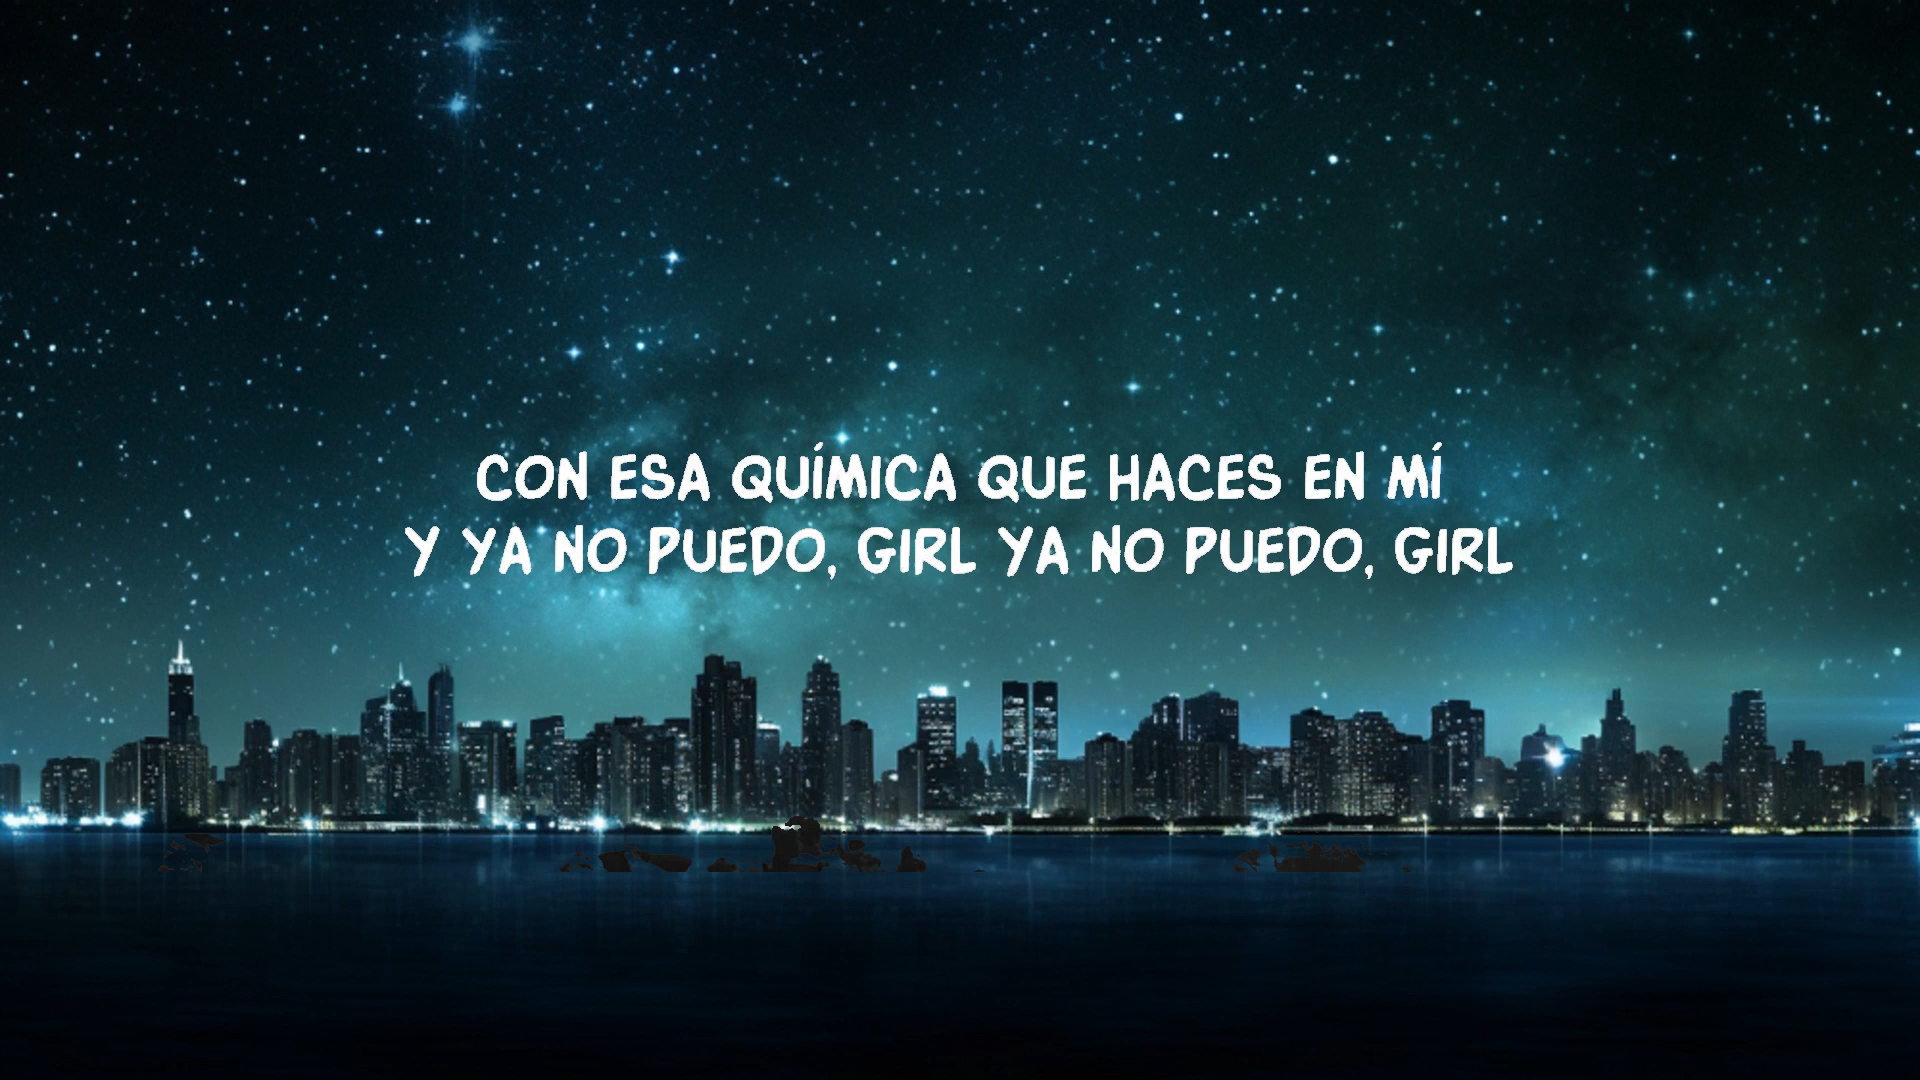 CON ESA QUÍMICA QUE HACES EN MÍ
Y YA NO PUEDO, GIRL YA NO PUEDO, GIRL